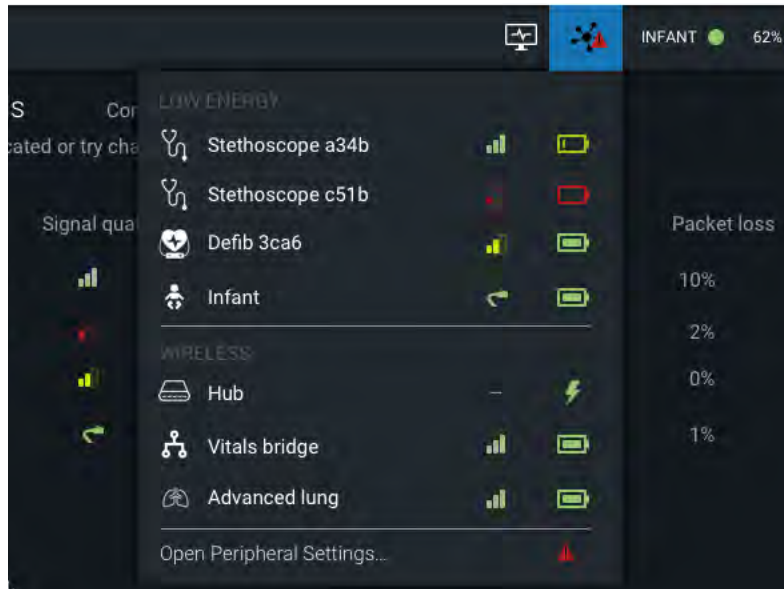 INFANT 62%
LOW ENERGY
S Cor
cated or try cha
Stethoscope a34b
Stethoscope c51b
Signal qua
Packet loss
Defib 3ca6
10%
Infant
2%
WIRELESS
Hub –
0%
Vitals bridge
1%
Advanced lung
Open Peripheral Settings...